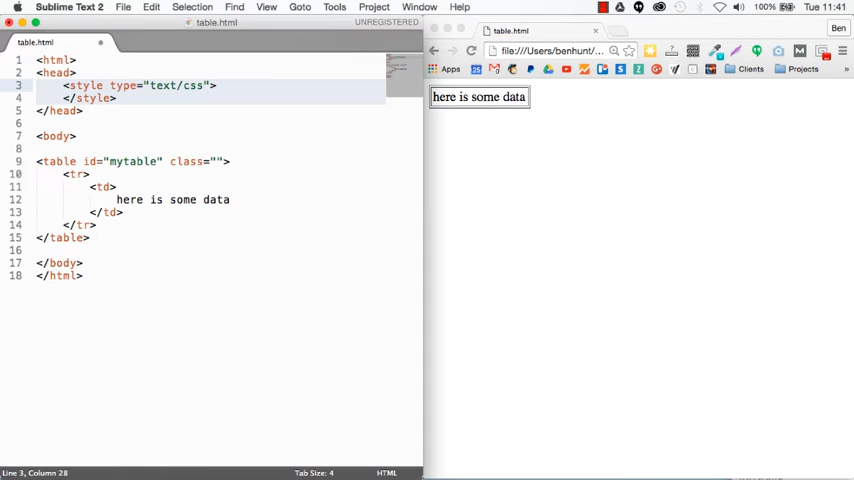 Sublime Text 2 File Edit Selection Find View Goto Tools Project Window Help 100% Tue 11:41
table.html UNREGISTERED
table.html
1 <html>
2 <head>
3 <style type="text/css">
4 </style>
5 </head>
6
7 <body>
8
9 <table id="mytable" class="">
10 <tr>
11 <td>
12 here is some data
13 </td>
14 </tr>
15 </table>
16
17 </body>
18 </html>
Line 3, Column 28 Tab Size: 4 HTML
table.html Ben
file:///Users/benhunt/...
Apps Clients Projects
here is some data